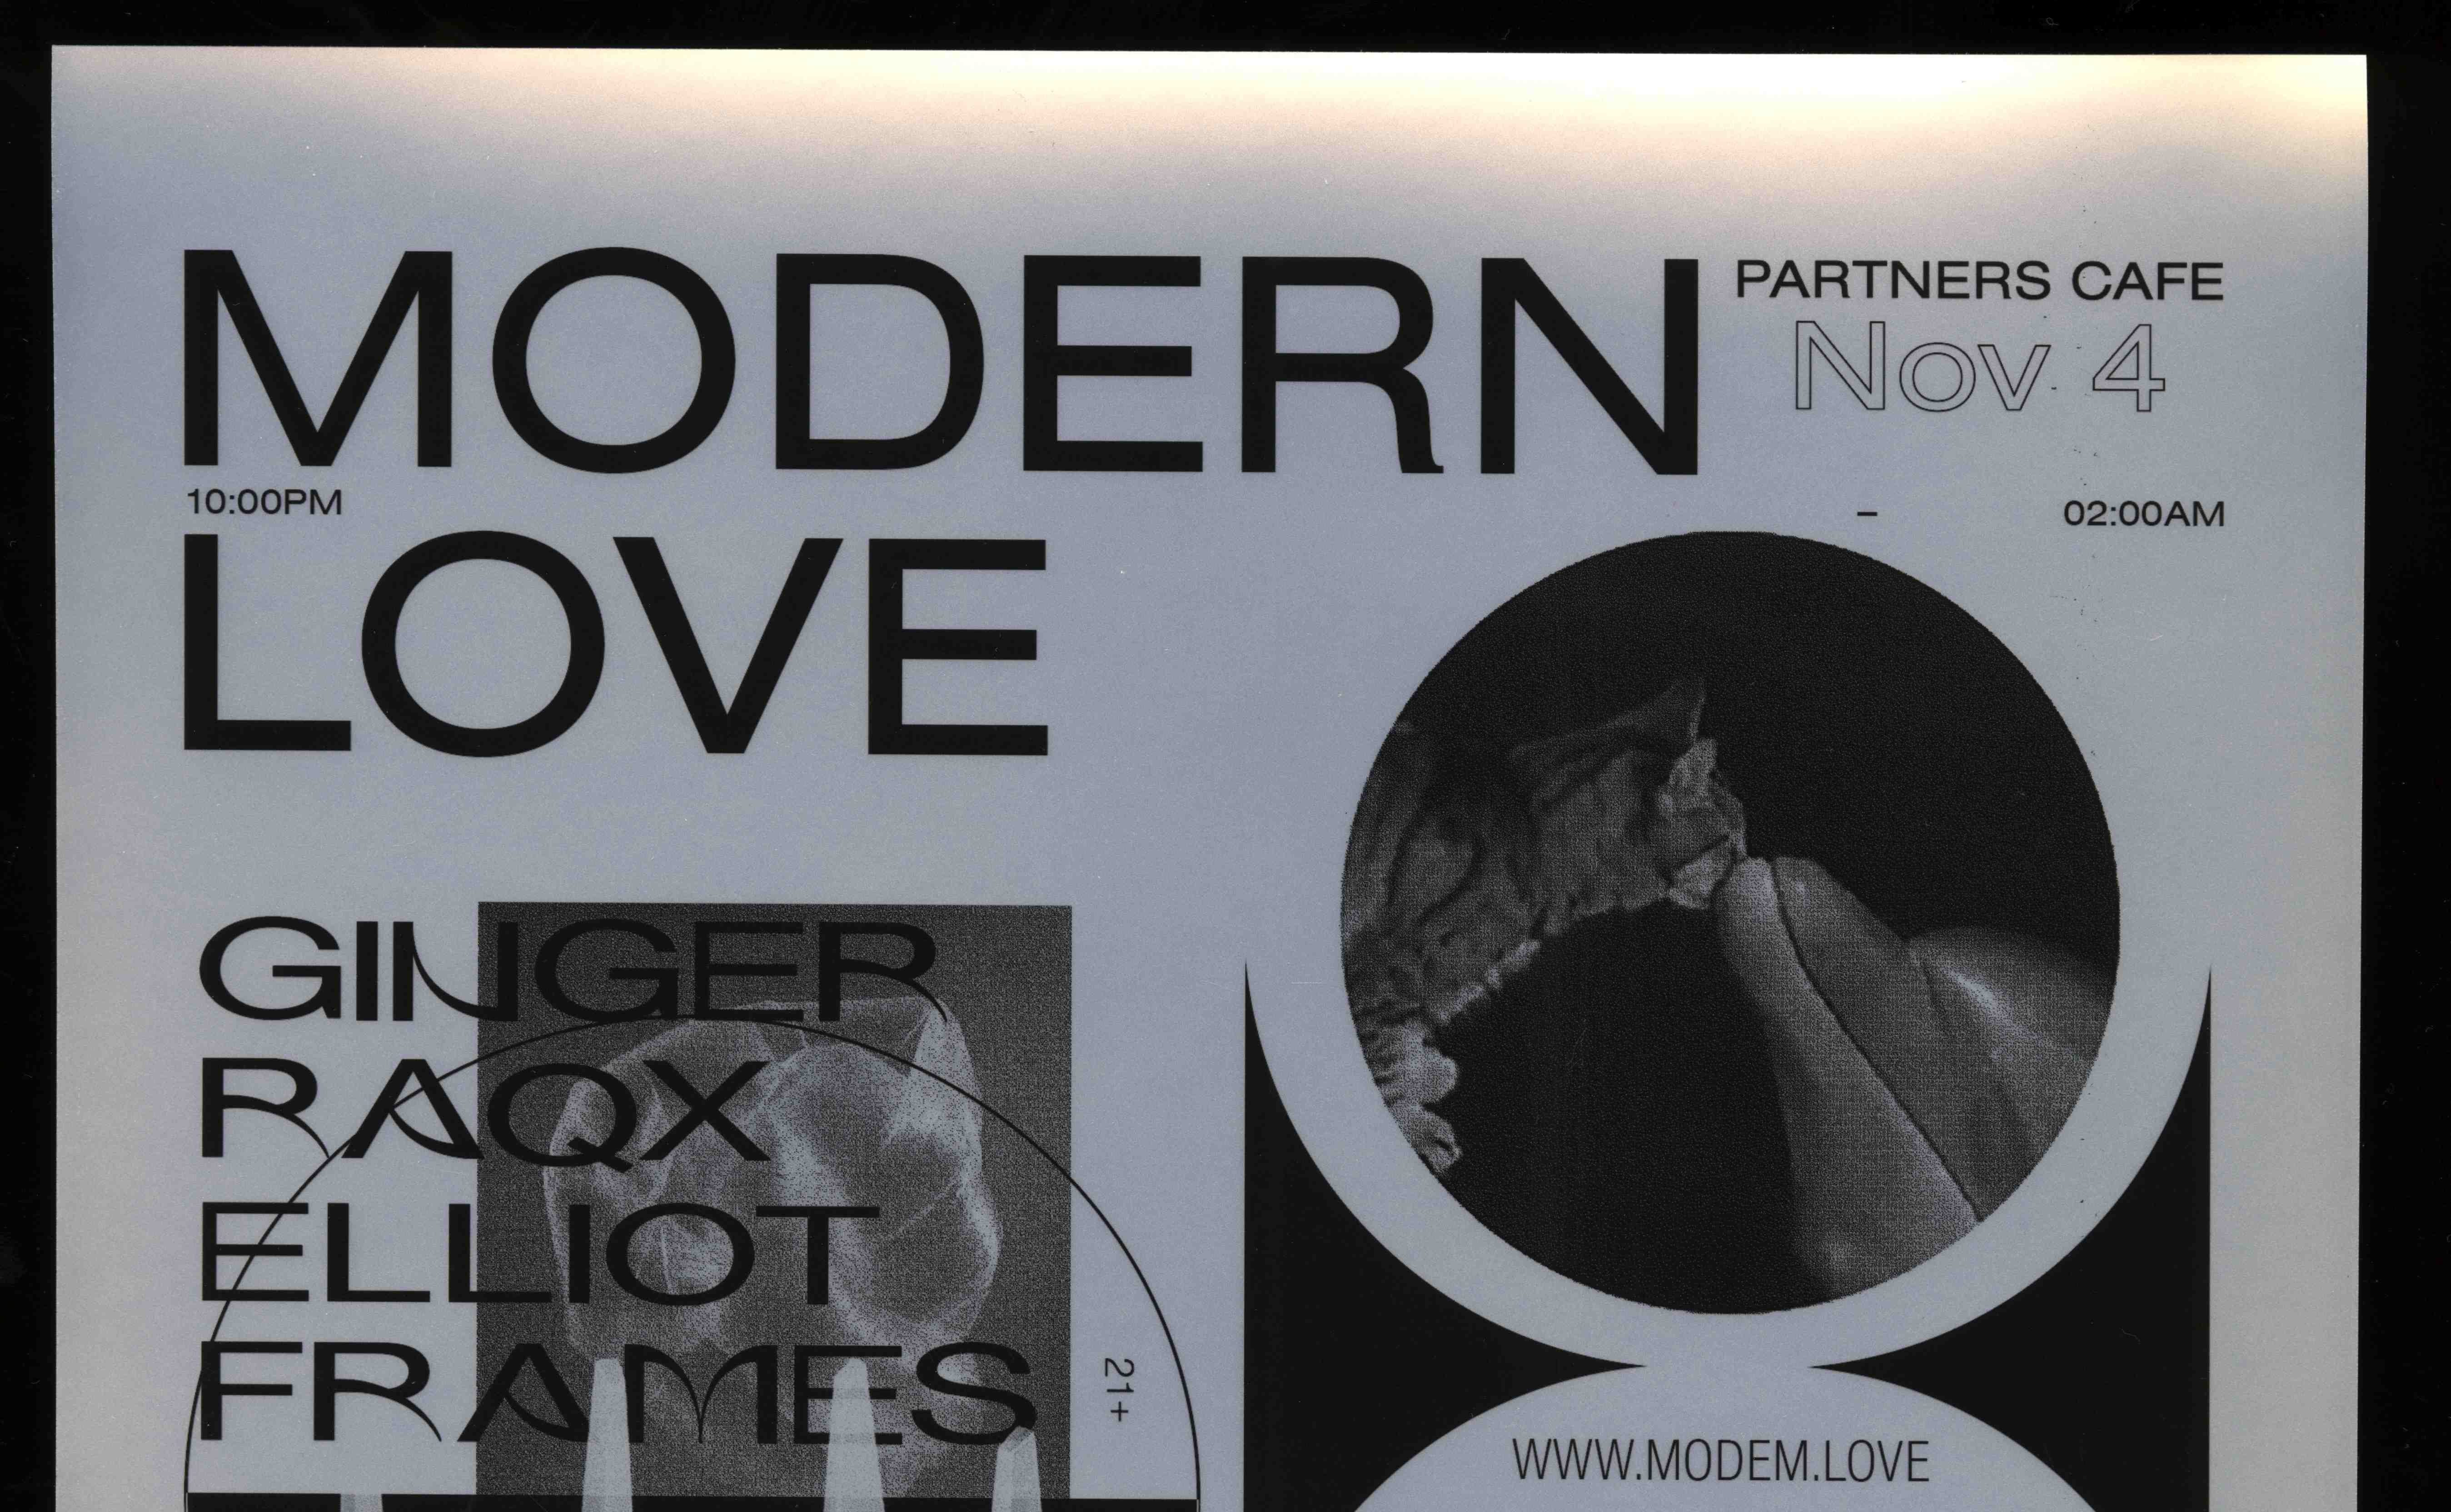 MODERN
PARTNERS CAFE
Nov 4
10:00PM – 02:00AM
LOVE
GINGER
RAQX
ELLIOT
FRAMES
21+
WWW.MODEM.LOVE